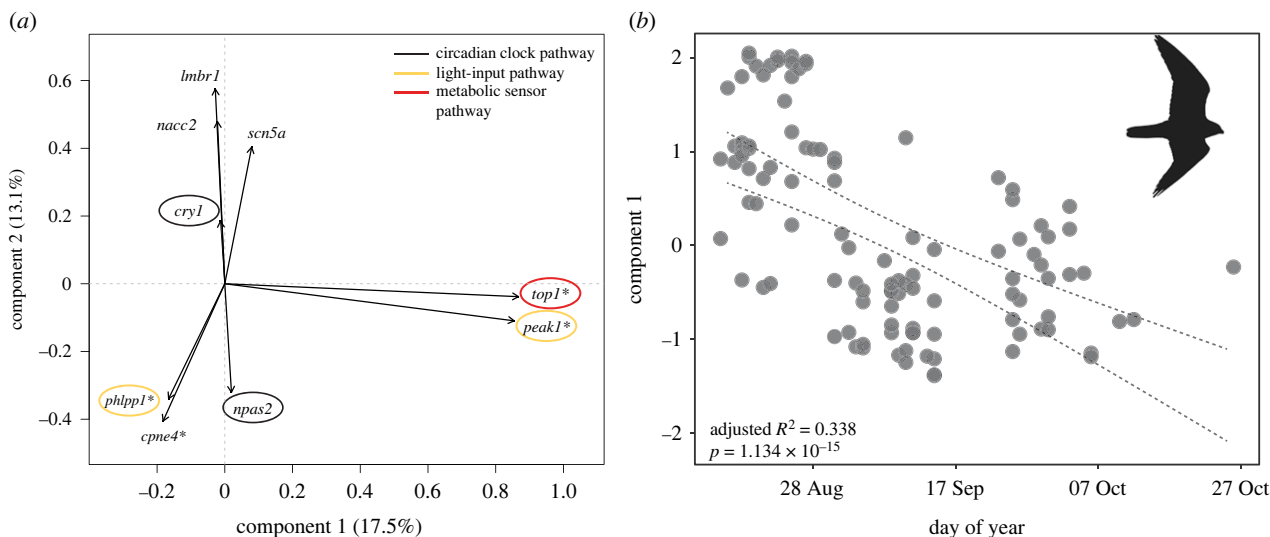 (a)
circadian clock pathway
light-input pathway
metabolic sensor
pathway
lmbr1
nacc2
scn5a
cry1
top1*
peak1*
phlpp1*
npas2
cpne4*
component 2 (13.1%)
0.6
0.4
0.2
0
–0.2
–0.4
–0.2 0 0.2 0.4 0.6 0.8 1.0
component 1 (17.5%)
(b)
component 1
2
1
0
–1
–2
adjusted R² = 0.338
p = 1.134 × 10⁻¹⁵
28 Aug 17 Sep 07 Oct 27 Oct
day of year